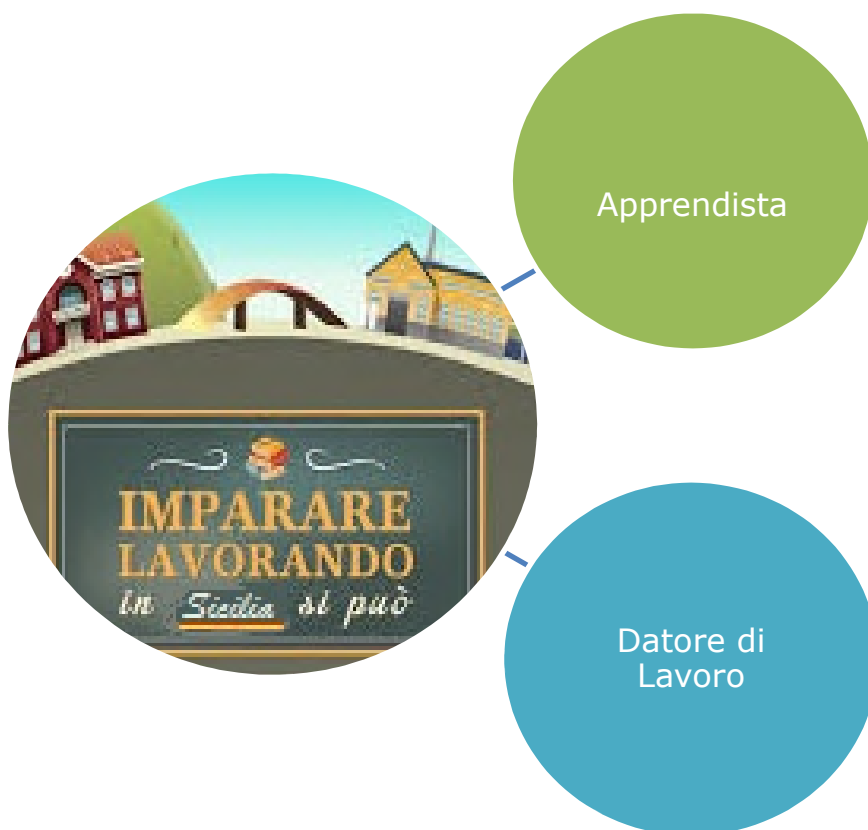 Apprendista
IMPARARE
LAVORANDO
in Sicilia si può
Datore di
Lavoro